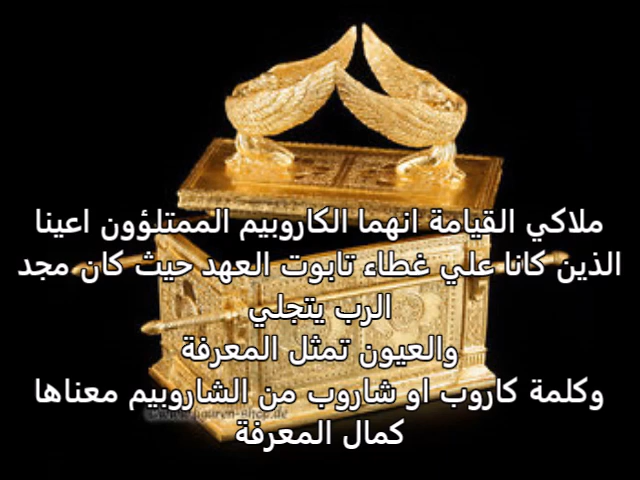 ملاكي القيامة انهما الكاروبيم الممتلؤون اعينا
الذين كانا علي غطاء تابوت العهد حيث كان مجد
الرب يتجلي
والعيون تمثل المعرفة
وكلمة كاروب او شاروب من الشاروبيم معناها
كمال المعرفة